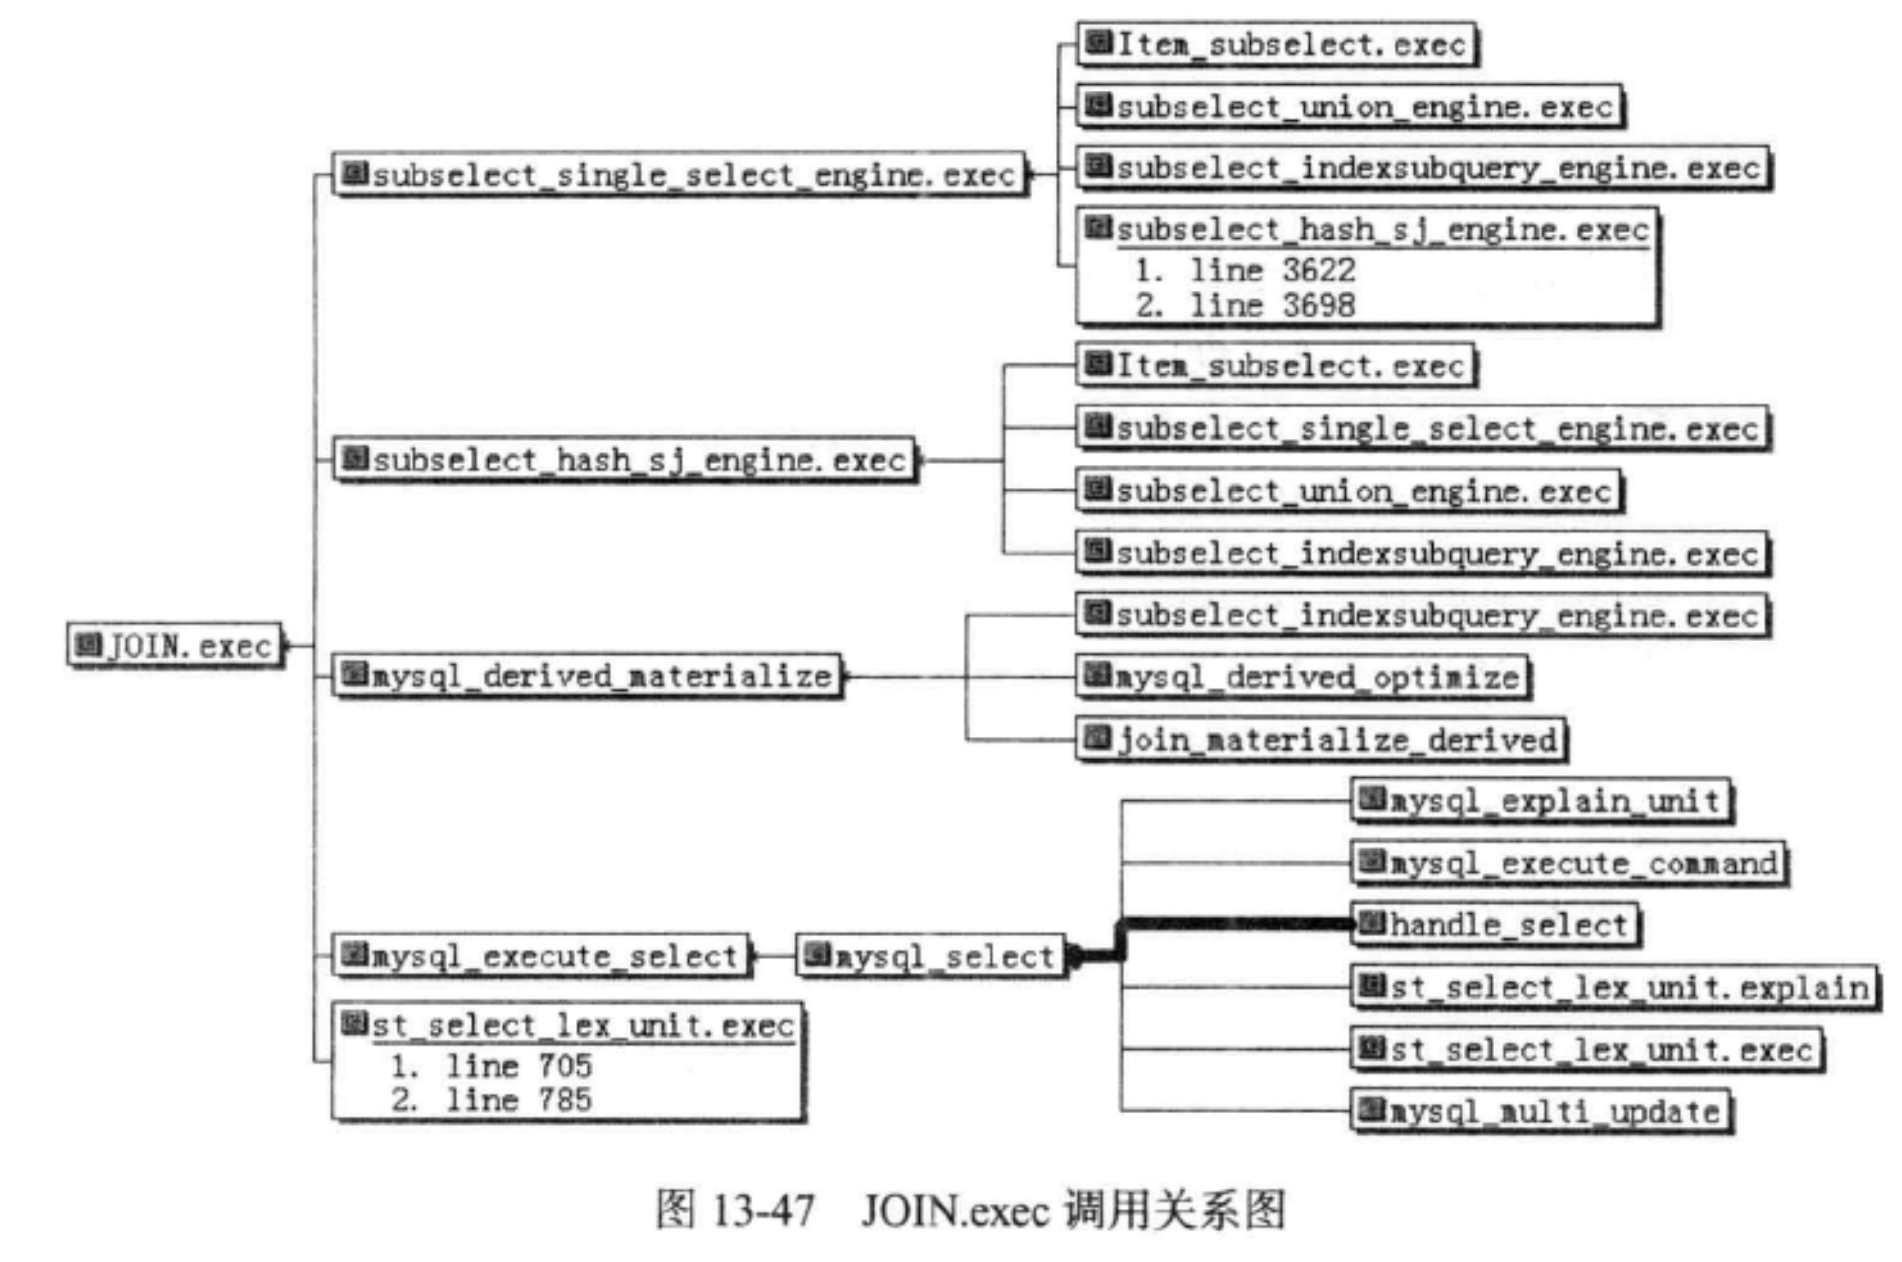 Item_subselect.exec
subselect_union_engine.exec
subselect_single_select_engine.exec
subselect_indexsubquery_engine.exec
subselect_hash_sj_engine.exec
1. line 3622
2. line 3698
Item_subselect.exec
subselect_single_select_engine.exec
subselect_hash_sj_engine.exec
subselect_union_engine.exec
subselect_indexsubquery_engine.exec
subselect_indexsubquery_engine.exec
JOIN.exec
mysql_derived_materialize
mysql_derived_optimize
join_materialize_derived
mysql_explain_unit
mysql_execute_command
handle_select
mysql_execute_select
mysql_select
st_select_lex_unit.explain
st_select_lex_unit.exec
1. line 705
2. line 785
st_select_lex_unit.exec
mysql_multi_update
图 13-47 JOIN.exec 调用关系图